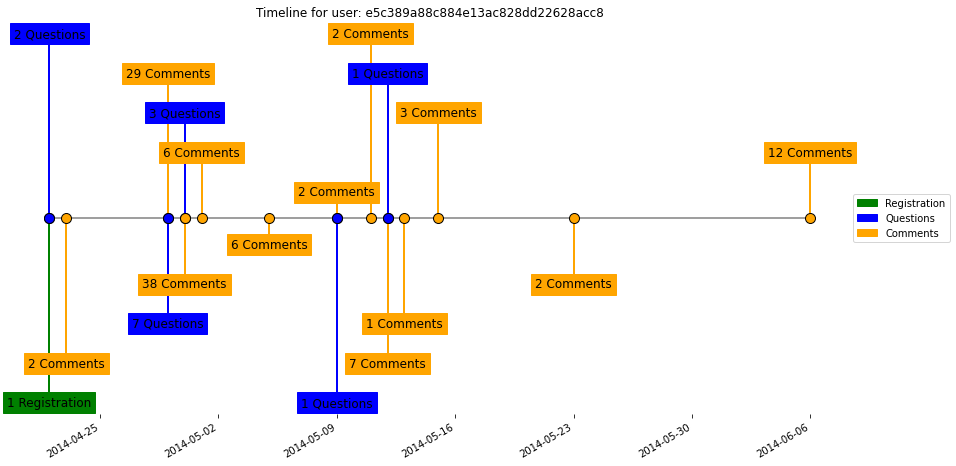 Timeline for user: e5c389a88c884e13ac828dd22628acc8
2 Questions
2 Comments
29 Comments
1 Questions
3 Questions
3 Comments
6 Comments
12 Comments
2 Comments
Registration
Questions
Comments
6 Comments
38 Comments
2 Comments
7 Questions
1 Comments
2 Comments
7 Comments
1 Registration
1 Questions
2014-04-25
2014-05-02
2014-05-09
2014-05-16
2014-05-23
2014-05-30
2014-06-06